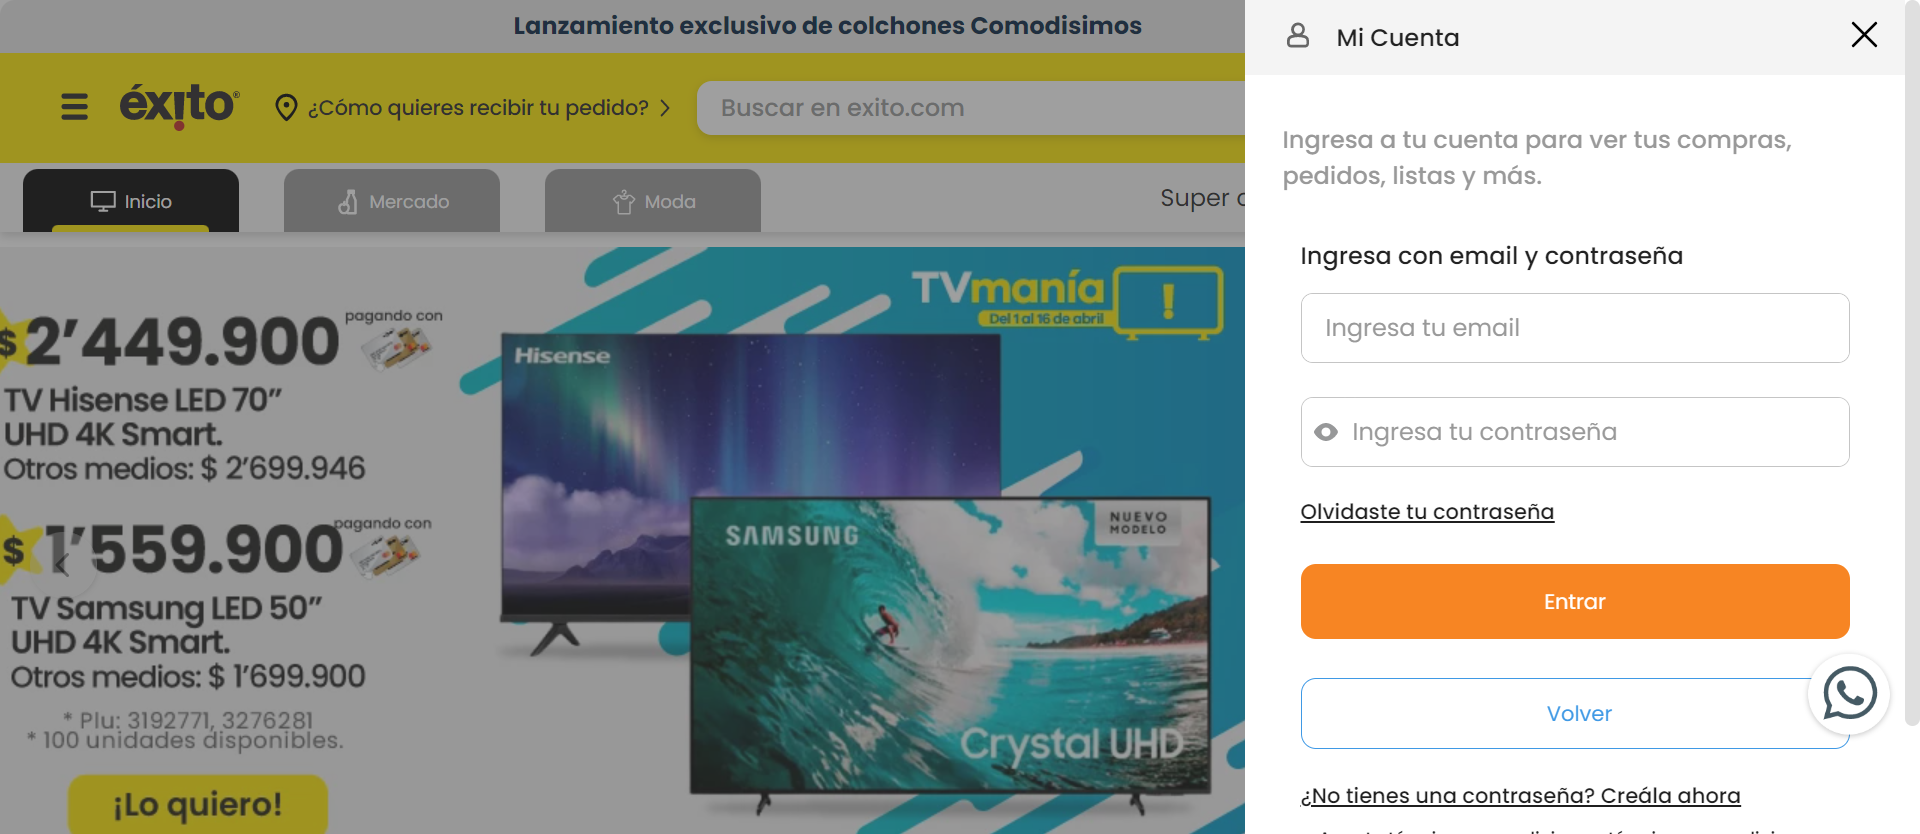 Lanzamiento exclusivo de colchones Comodisimos
éxito®
¿Cómo quieres recibir tu pedido?
Buscar en exito.com
Inicio
Mercado
Moda
Super
TVmanía
Del 1 al 16 de abril
!
$2'449.900
pagando con
TV Hisense LED 70”
UHD 4K Smart.
Otros medios: $ 2'699.946
Hisense
$1'559.900
pagando con
TV Samsung LED 50”
UHD 4K Smart.
Otros medios: $ 1'699.900
* Plu: 3192771, 3276281
* 100 unidades disponibles.
¡Lo quiero!
SAMSUNG
NUEVO
MODELO
Crystal UHD
Mi Cuenta
Ingresa a tu cuenta para ver tus compras,
pedidos, listas y más.
Ingresa con email y contraseña
Ingresa tu email
Ingresa tu contraseña
Olvidaste tu contraseña
Entrar
Volver
¿No tienes una contraseña? Creála ahora